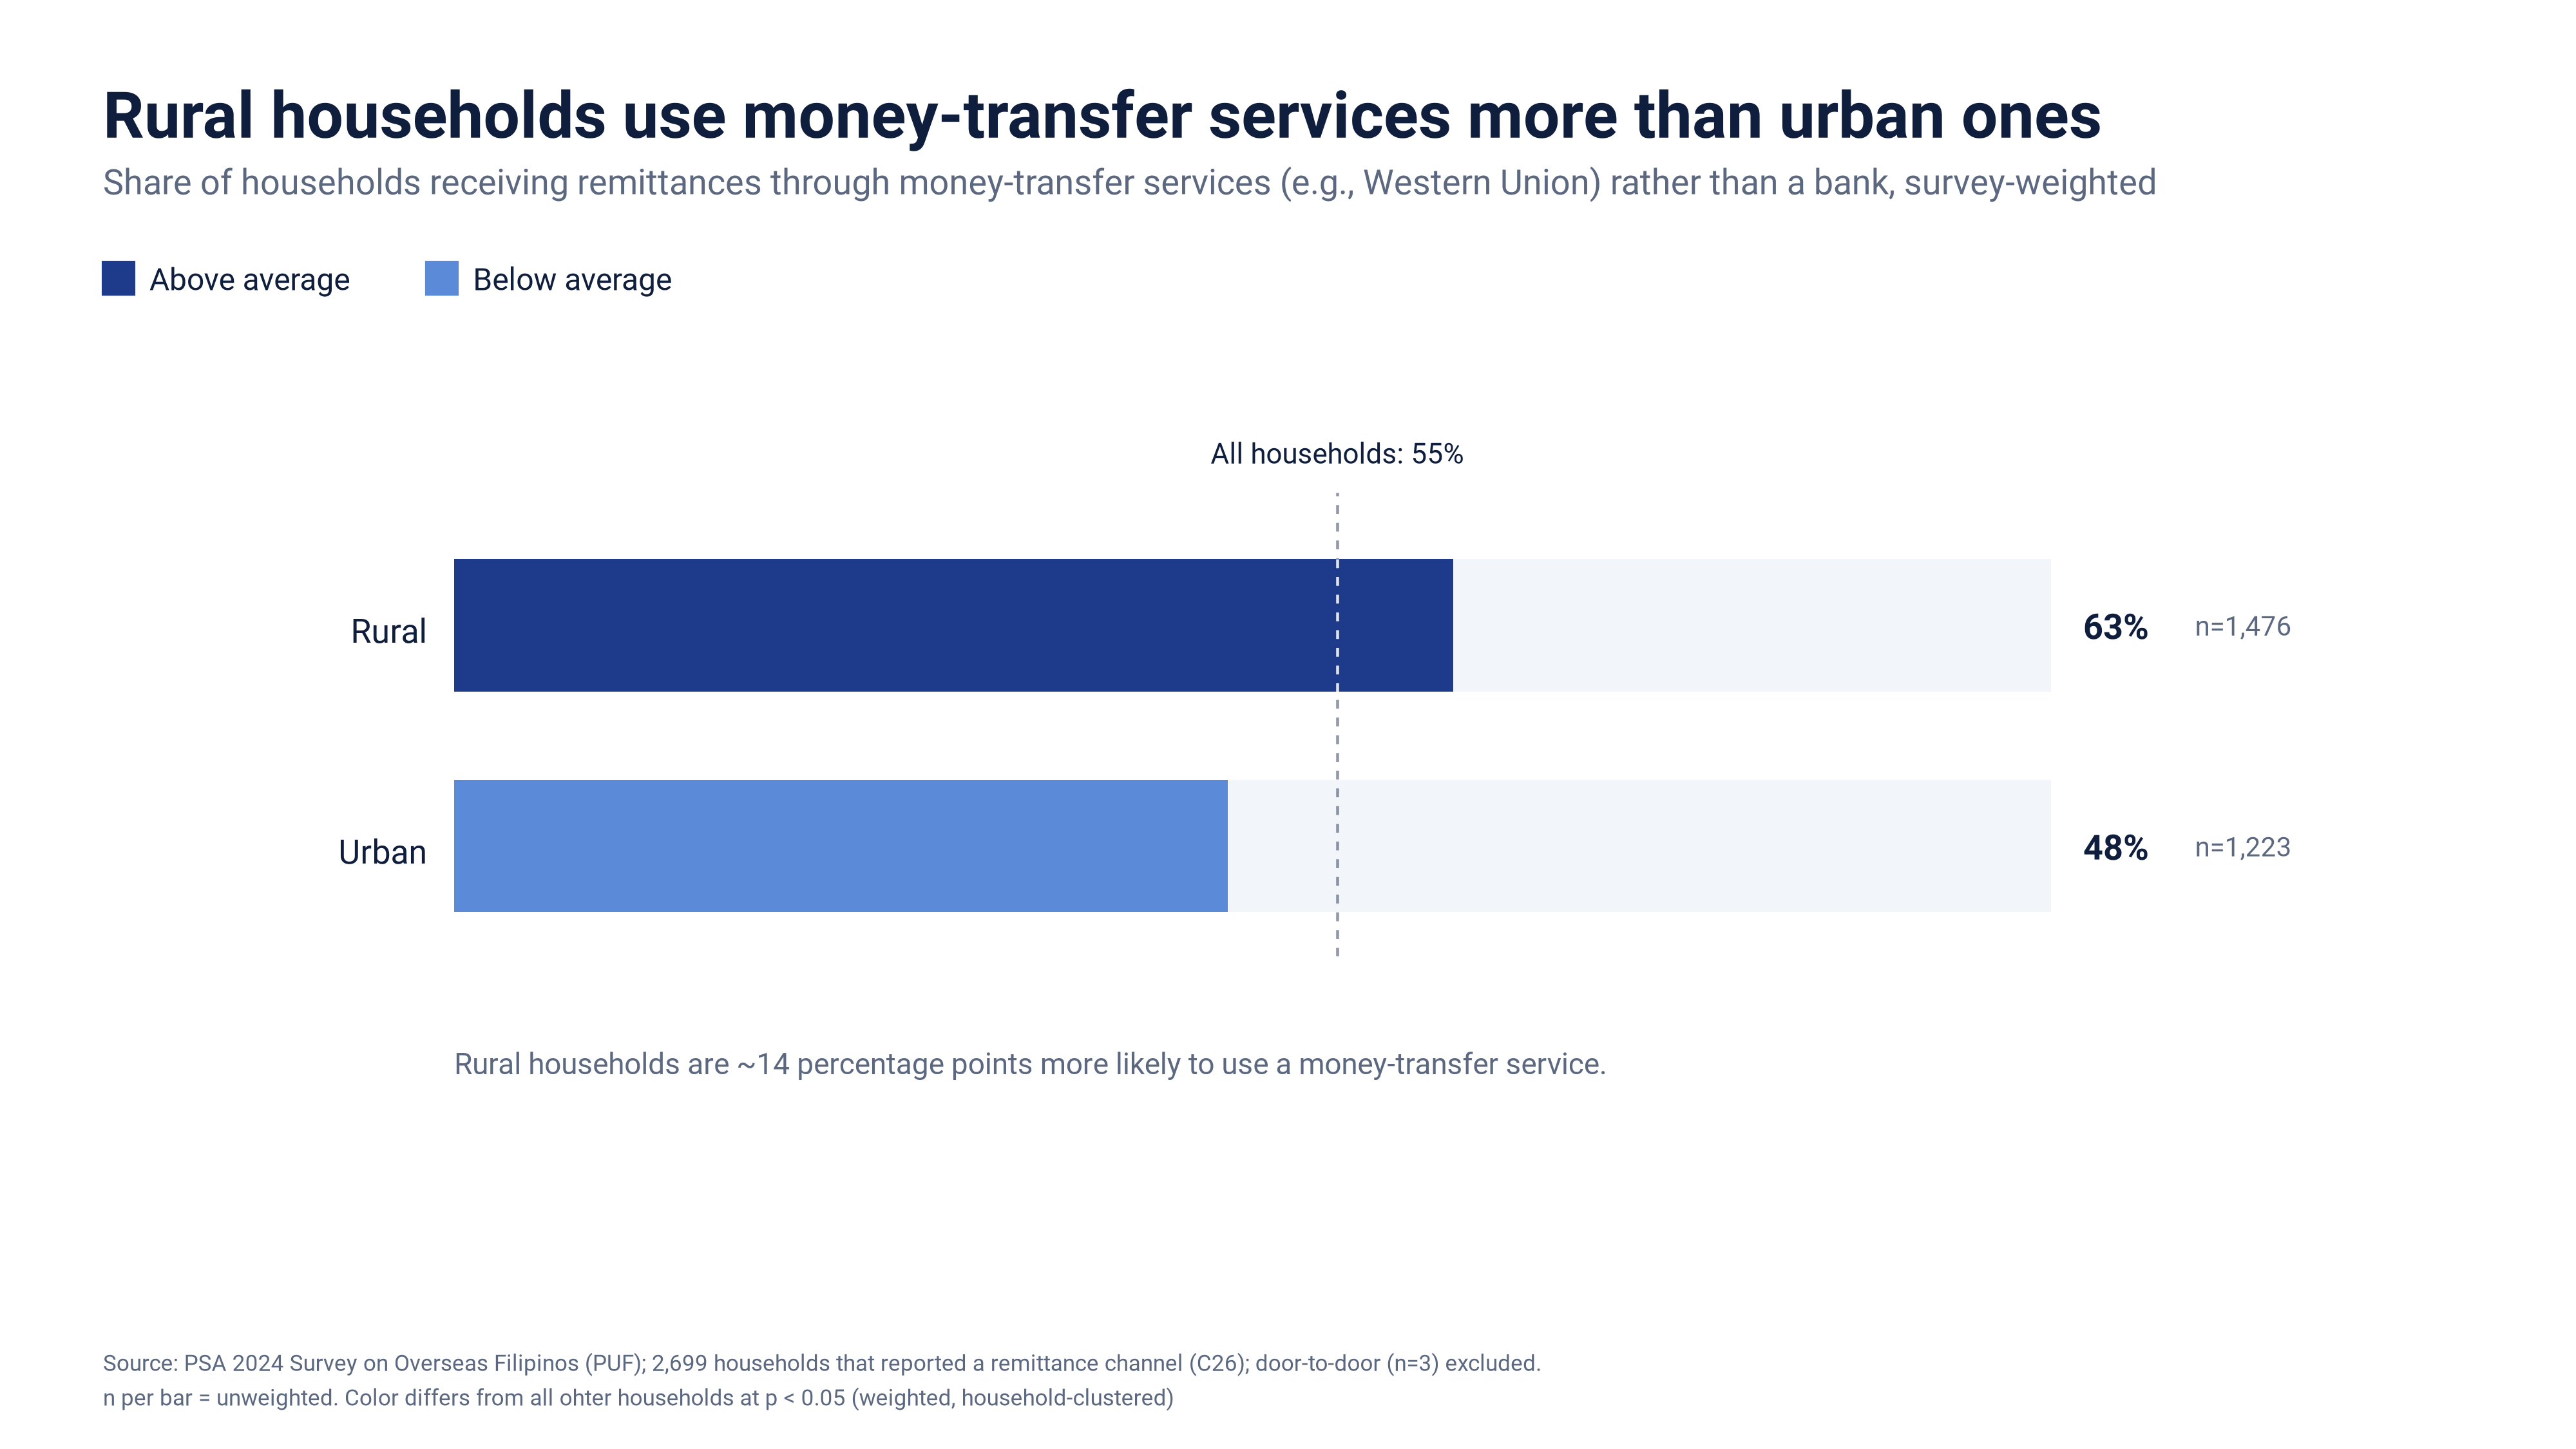 Rural households use money-transfer services more than urban ones
Share of households receiving remittances through money-transfer services (e.g., Western Union) rather than a bank, survey-weighted
Above average
Below average
All households: 55%
Rural
63%
n=1,476
Urban
48%
n=1,223
Rural households are ~14 percentage points more likely to use a money-transfer service.
Source: PSA 2024 Survey on Overseas Filipinos (PUF); 2,699 households that reported a remittance channel (C26); door-to-door (n=3) excluded.
n per bar = unweighted. Color differs from all ohter households at p < 0.05 (weighted, household-clustered)